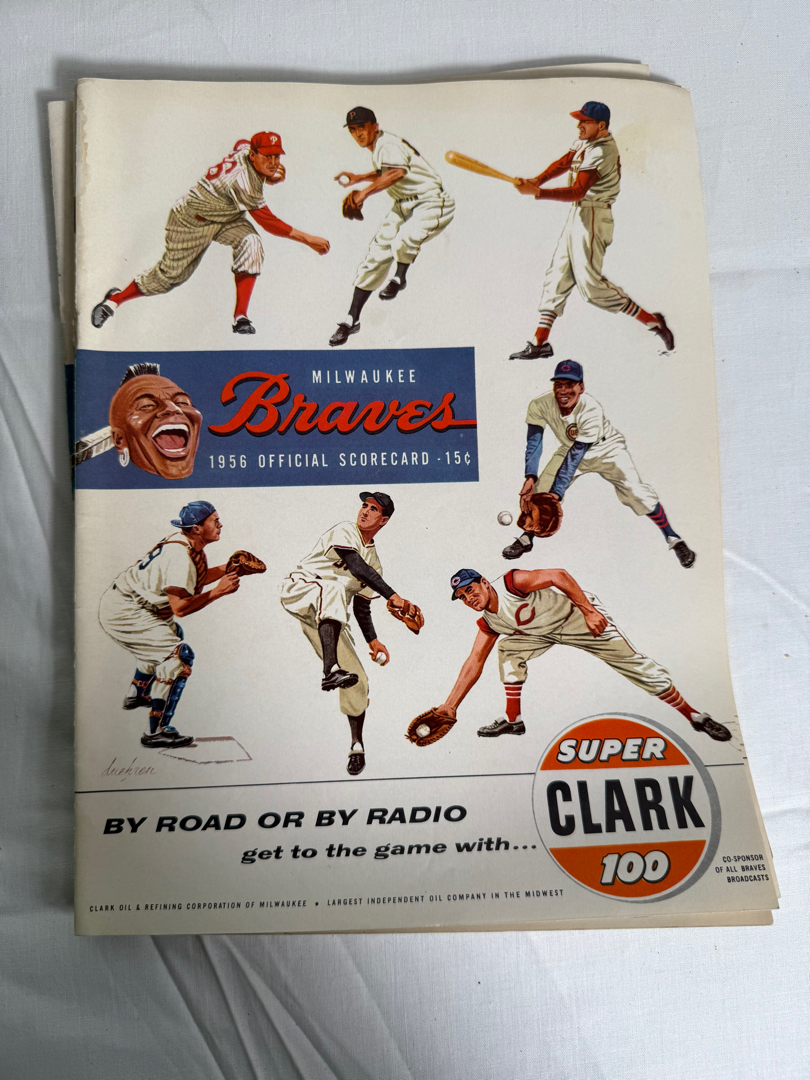 P
P
MILWAUKEE
Braves
1956 OFFICIAL SCORECARD - 15¢
C
C
C
BY ROAD OR BY RADIO
get to the game with...
SUPER
CLARK
100
CO-SPONSOR
OF ALL BRAVES
BROADCASTS
CLARK OIL & REFINING CORPORATION OF MILWAUKEE • LARGEST INDEPENDENT OIL COMPANY IN THE MIDWEST